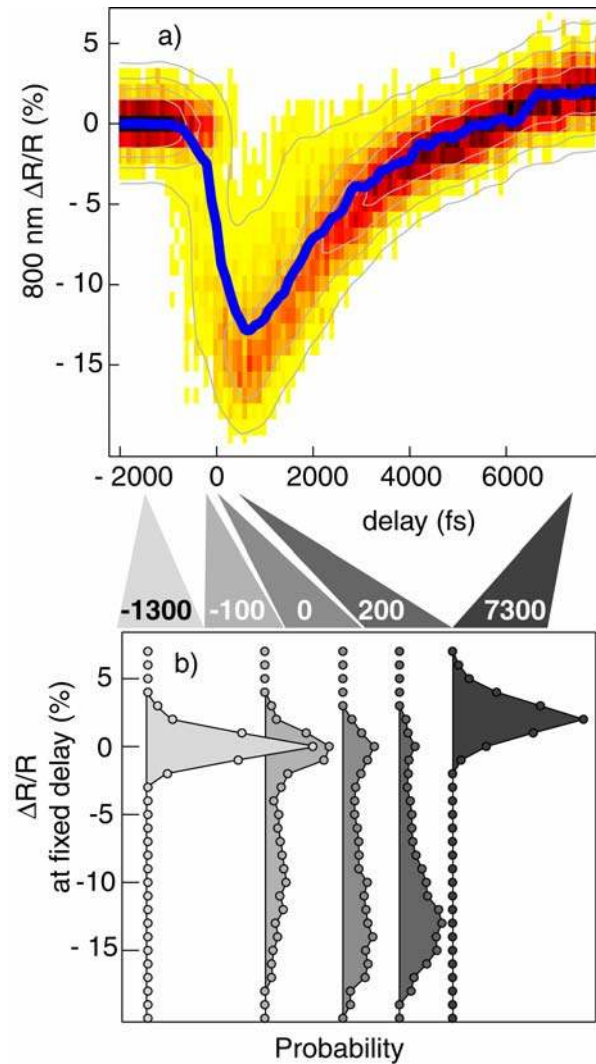 a)
800 nm ΔR/R (%)
5
0
- 5
- 10
- 15
- 2000 0 2000 4000 6000
delay (fs)
-1300 -100 0 200 7300
b)
ΔR/R
at fixed delay (%)
5
0
-5
-10
- 15
Probability